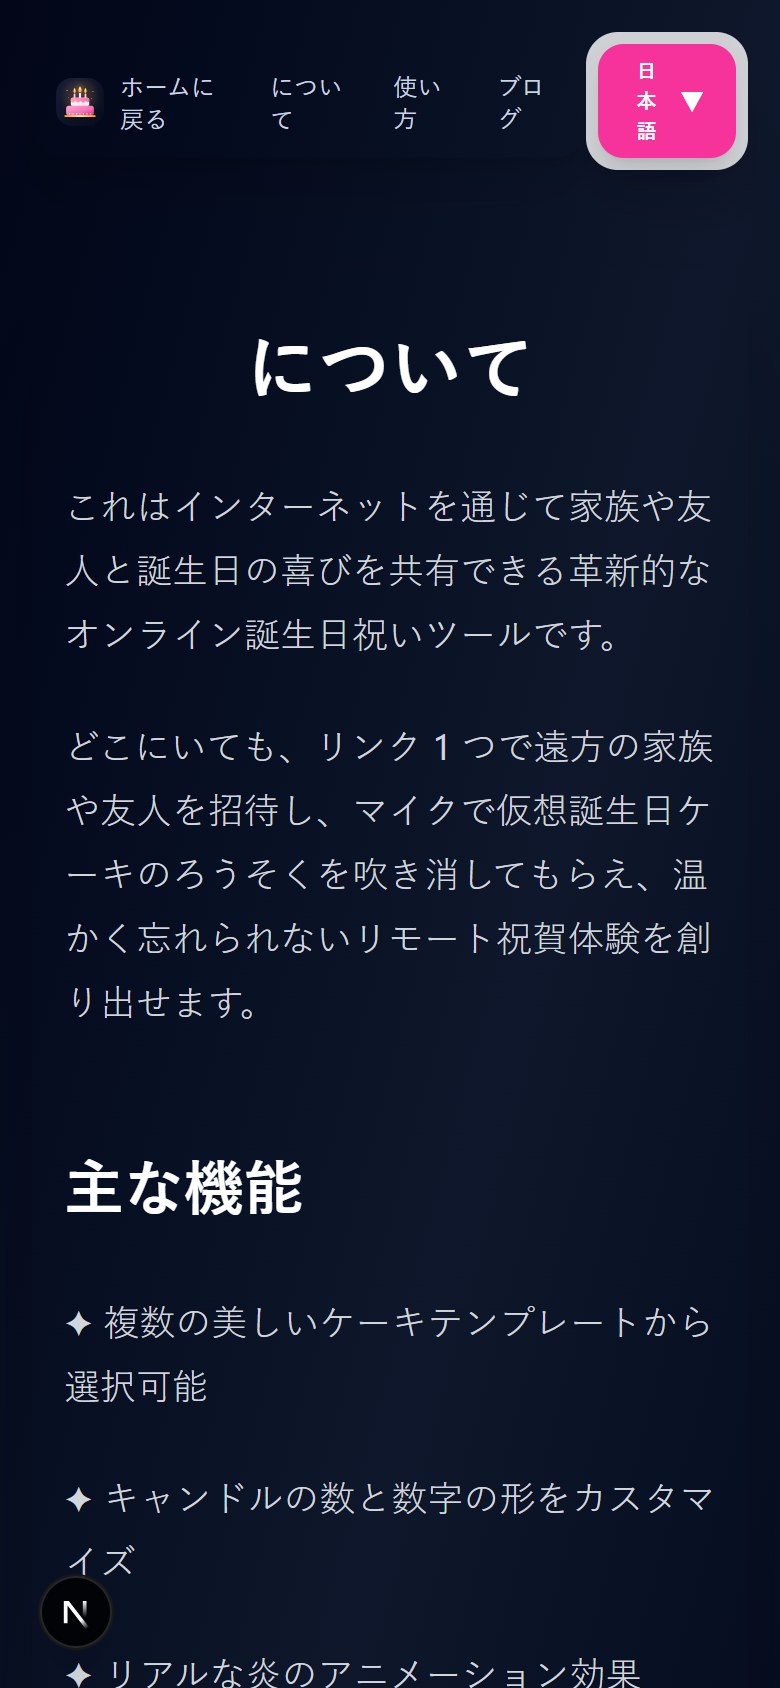 ホームに
戻る
につい
て
使い
方
ブロ
グ
日
本
語
▼
について
これはインターネットを通じて家族や友
人と誕生日の喜びを共有できる革新的な
オンライン誕生日祝いツールです。
どこにいても、リンク 1 つで遠方の家族
や友人を招待し、マイクで仮想誕生日ケ
ーキのろうそくを吹き消してもらえ、温
かく忘れられないリモート祝賀体験を創
り出せます。
主な機能
✦ 複数の美しいケーキテンプレートから
選択可能
✦ キャンドルの数と数字の形をカスタマ
イズ
N
✦ リアルな炎のアニメーション効果